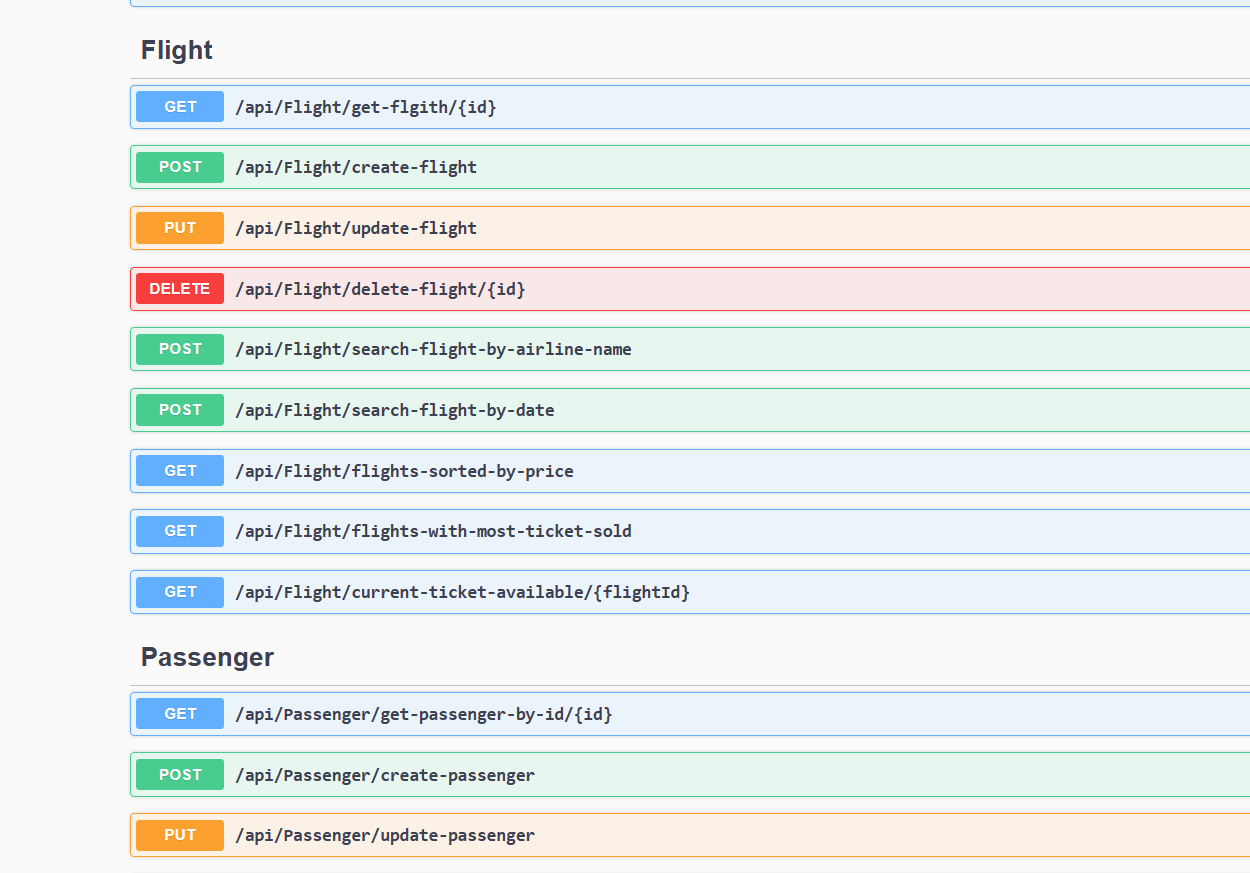 Flight
GET /api/Flight/get-flgith/{id}
POST /api/Flight/create-flight
PUT /api/Flight/update-flight
DELETE /api/Flight/delete-flight/{id}
POST /api/Flight/search-flight-by-airline-name
POST /api/Flight/search-flight-by-date
GET /api/Flight/flights-sorted-by-price
GET /api/Flight/flights-with-most-ticket-sold
GET /api/Flight/current-ticket-available/{flightId}
Passenger
GET /api/Passenger/get-passenger-by-id/{id}
POST /api/Passenger/create-passenger
PUT /api/Passenger/update-passenger